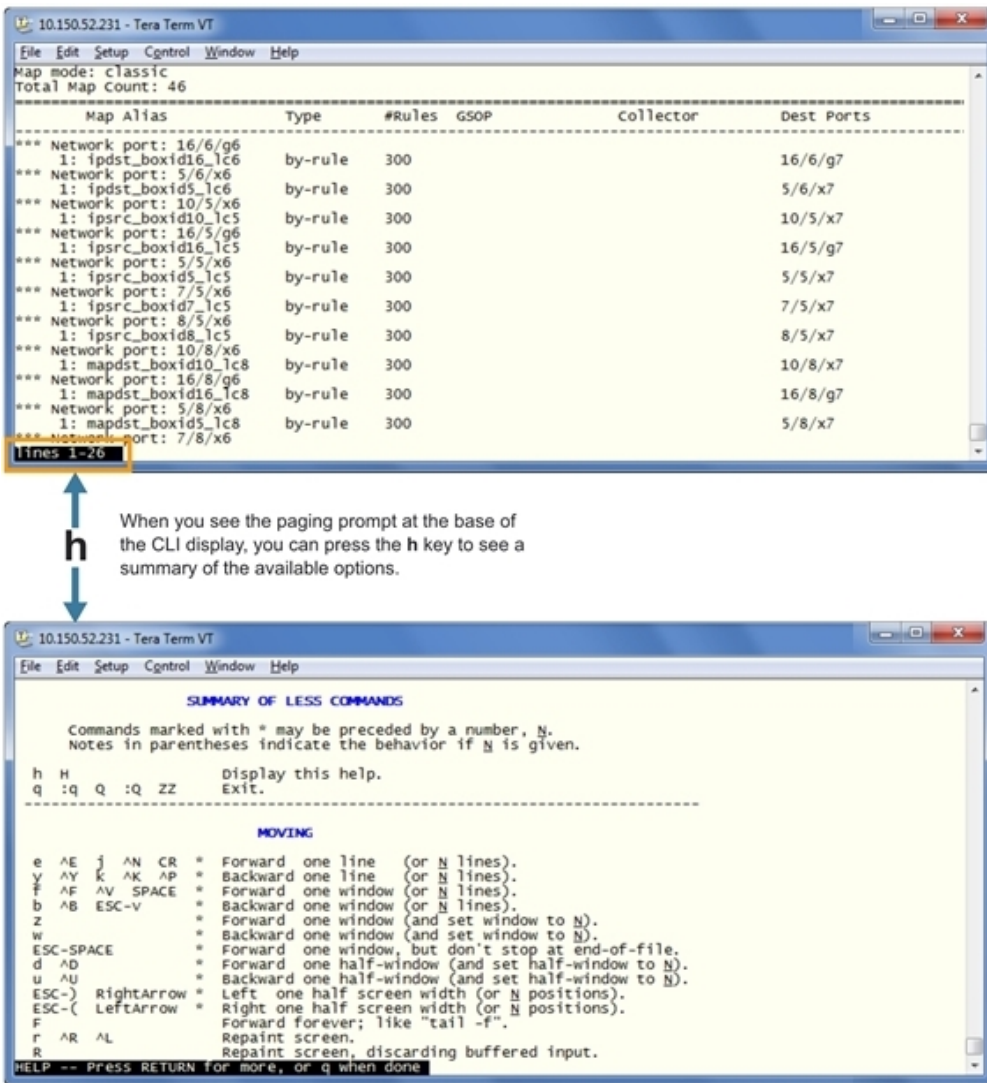 10.150.52.231 - Tera Term VT
File Edit Setup Control Window Help
Map mode: classic
Total Map Count: 46
Map Alias Type #Rules GSOP Collector Dest Ports
*** Network port: 16/6/g6
1: ipdst_boxid16_lc6 by-rule 300 16/6/g7
*** Network port: 5/6/x6
1: ipdst_boxid5_lc6 by-rule 300 5/6/x7
*** Network port: 10/5/x6
1: ipsrc_boxid10_lc5 by-rule 300 10/5/x7
*** Network port: 16/5/g6
1: ipsrc_boxid16_lc5 by-rule 300 16/5/g7
*** Network port: 5/5/x6
1: ipsrc_boxid5_lc5 by-rule 300 5/5/x7
*** Network port: 7/5/x6
1: ipsrc_boxid7_lc5 by-rule 300 7/5/x7
*** Network port: 8/5/x6
1: ipsrc_boxid8_lc5 by-rule 300 8/5/x7
*** Network port: 10/8/x6
1: mapdst_boxid10_lc8 by-rule 300 10/8/x7
*** Network port: 16/8/g6
1: mapdst_boxid16_lc8 by-rule 300 16/8/g7
*** Network port: 5/8/x6
1: mapdst_boxid5_lc8 by-rule 300 5/8/x7
*** Network port: 7/8/x6
lines 1-26
h
When you see the paging prompt at the base of
the CLI display, you can press the h key to see a
summary of the available options.
10.150.52.231 - Tera Term VT
File Edit Setup Control Window Help
SUMMARY OF LESS COMMANDS
Commands marked with * may be preceded by a number, N.
Notes in parentheses indicate the behavior if N is given.
h H Display this help.
q :q Q :Q ZZ Exit.
MOVING
e ^E j ^N CR * Forward one line (or N lines).
y ^Y k ^K ^P * Backward one line (or N lines).
f ^F ^V SPACE * Forward one window (or N lines).
b ^B ESC-v * Backward one window (or N lines).
z * Forward one window (and set window to N).
w * Backward one window (and set window to N).
ESC-SPACE * Forward one window, but don't stop at end-of-file.
d ^D * Forward one half-window (and set half-window to N).
u ^U * Backward one half-window (and set half-window to N).
ESC-) RightArrow * Left one half screen width (or N positions).
ESC-( LeftArrow * Right one half screen width (or N positions).
F Forward forever; like "tail -f".
r ^R ^L Repaint screen.
R Repaint screen, discarding buffered input.
HELP -- Press RETURN for more, or q when done